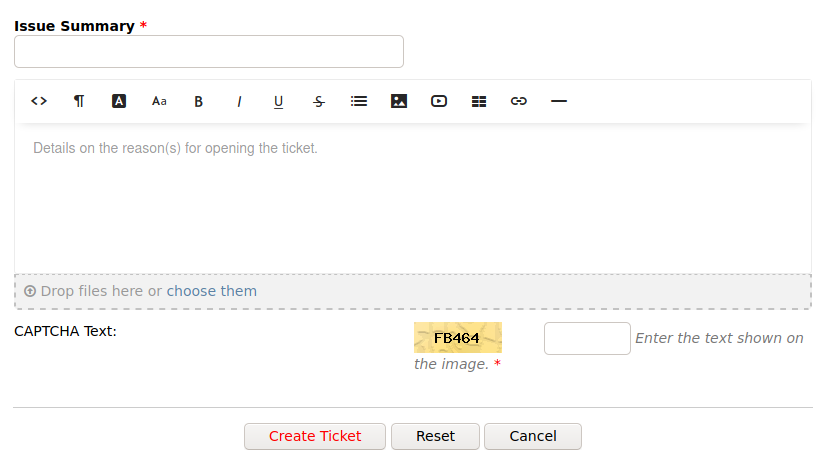 Issue Summary *
<> ¶ A Aa B I U S
Details on the reason(s) for opening the ticket.
Drop files here or choose them
CAPTCHA Text:
FB464
Enter the text shown on
the image. *
Create Ticket Reset Cancel